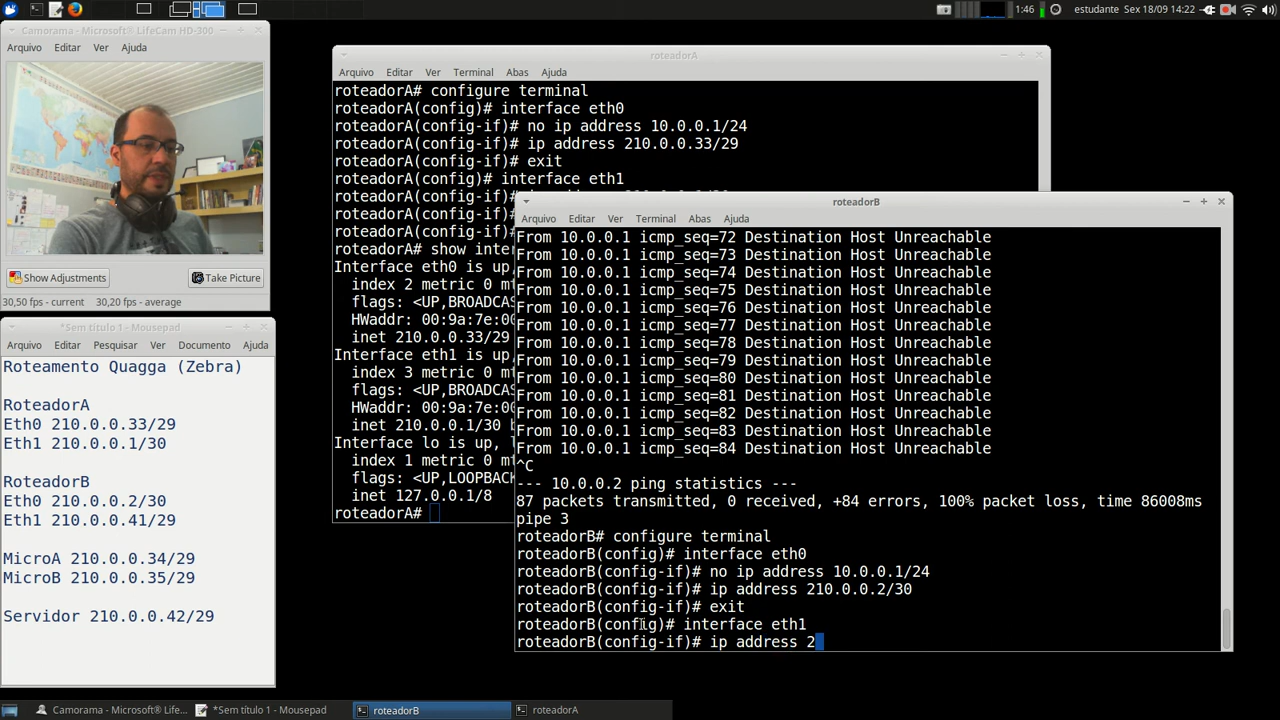 1:46
estudante
Sex 18/09 14:22
Camorama - Microsoft® LifeCam HD-300
Arquivo Editar Ver Ajuda
Show Adjustments
Take Picture
30,50 fps - current 30,20 fps - average
*Sem título 1 - Mousepad
Arquivo Editar Pesquisar Ver Documento Ajuda
Roteamento Quagga (Zebra)
RoteadorA
Eth0 210.0.0.33/29
Eth1 210.0.0.1/30
RoteadorB
Eth0 210.0.0.2/30
Eth1 210.0.0.41/29
MicroA 210.0.0.34/29
MicroB 210.0.0.35/29
Servidor 210.0.0.42/29
roteadorA
Arquivo Editar Ver Terminal Abas Ajuda
roteadorA# configure terminal
roteadorA(config)# interface eth0
roteadorA(config-if)# no ip address 10.0.0.1/24
roteadorA(config-if)# ip address 210.0.0.33/29
roteadorA(config-if)# exit
roteadorA(config)# interface eth1
roteadorA(config-if)#
roteadorA(config-if)#
roteadorA(config)#
roteadorA# show inter
Interface eth0 is up,
index 2 metric 0 mt
flags: <UP,BROADCAS
HWaddr: 00:9a:7e:00
inet 210.0.0.33/29
Interface eth1 is up,
index 3 metric 0 mt
flags: <UP,BROADCAS
HWaddr: 00:9a:7e:00
inet 210.0.0.1/30 b
Interface lo is up, l
index 1 metric 0 mt
flags: <UP,LOOPBACK
inet 127.0.0.1/8
roteadorA#
roteadorB
Arquivo Editar Ver Terminal Abas Ajuda
From 10.0.0.1 icmp_seq=72 Destination Host Unreachable
From 10.0.0.1 icmp_seq=73 Destination Host Unreachable
From 10.0.0.1 icmp_seq=74 Destination Host Unreachable
From 10.0.0.1 icmp_seq=75 Destination Host Unreachable
From 10.0.0.1 icmp_seq=76 Destination Host Unreachable
From 10.0.0.1 icmp_seq=77 Destination Host Unreachable
From 10.0.0.1 icmp_seq=78 Destination Host Unreachable
From 10.0.0.1 icmp_seq=79 Destination Host Unreachable
From 10.0.0.1 icmp_seq=80 Destination Host Unreachable
From 10.0.0.1 icmp_seq=81 Destination Host Unreachable
From 10.0.0.1 icmp_seq=82 Destination Host Unreachable
From 10.0.0.1 icmp_seq=83 Destination Host Unreachable
From 10.0.0.1 icmp_seq=84 Destination Host Unreachable
^C
--- 10.0.0.2 ping statistics ---
87 packets transmitted, 0 received, +84 errors, 100% packet loss, time 86008ms
pipe 3
roteadorB# configure terminal
roteadorB(config)# interface eth0
roteadorB(config-if)# no ip address 10.0.0.1/24
roteadorB(config-if)# ip address 210.0.0.2/30
roteadorB(config-if)# exit
roteadorB(config)# interface eth1
roteadorB(config-if)# ip address 2
Camorama - Microsoft® Life... *Sem título 1 - Mousepad roteadorB roteadorA